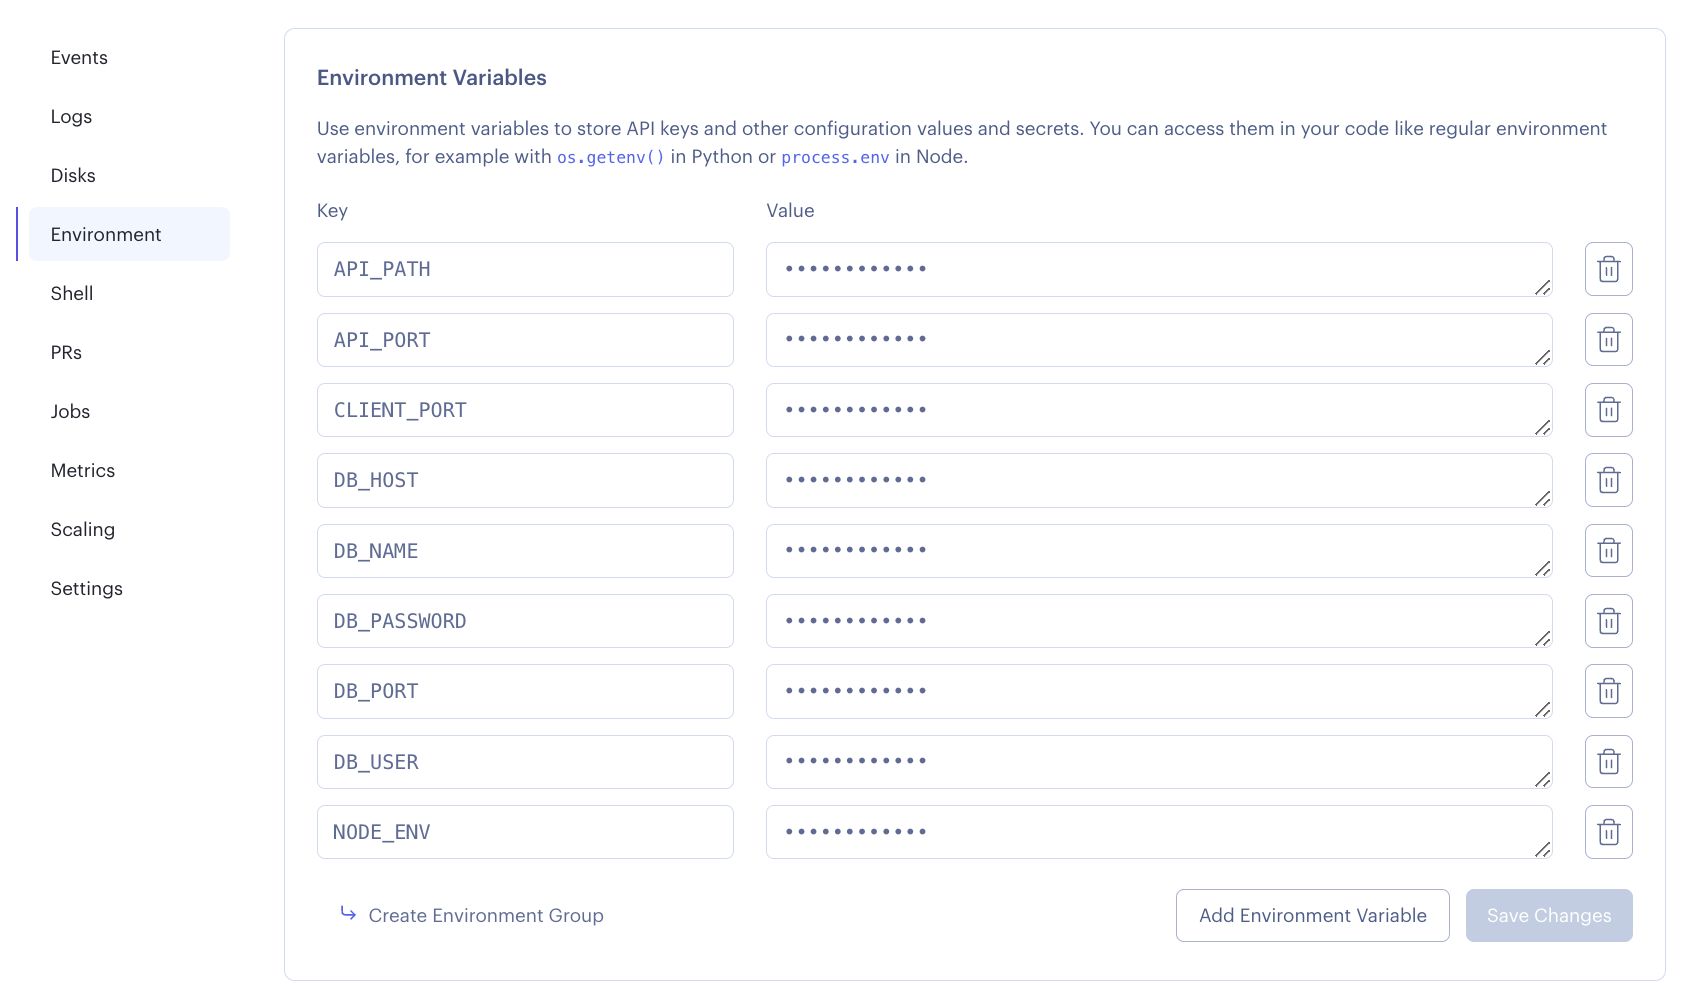 Events
Logs
Disks
Environment
Shell
PRs
Jobs
Metrics
Scaling
Settings
Environment Variables
Use environment variables to store API keys and other configuration values and secrets. You can access them in your code like regular environment
variables, for example with os.getenv() in Python or process.env in Node.
Key Value
API_PATH ••••••••••••
API_PORT ••••••••••••
CLIENT_PORT ••••••••••••
DB_HOST ••••••••••••
DB_NAME ••••••••••••
DB_PASSWORD ••••••••••••
DB_PORT ••••••••••••
DB_USER ••••••••••••
NODE_ENV ••••••••••••
Create Environment Group Add Environment Variable Save Changes